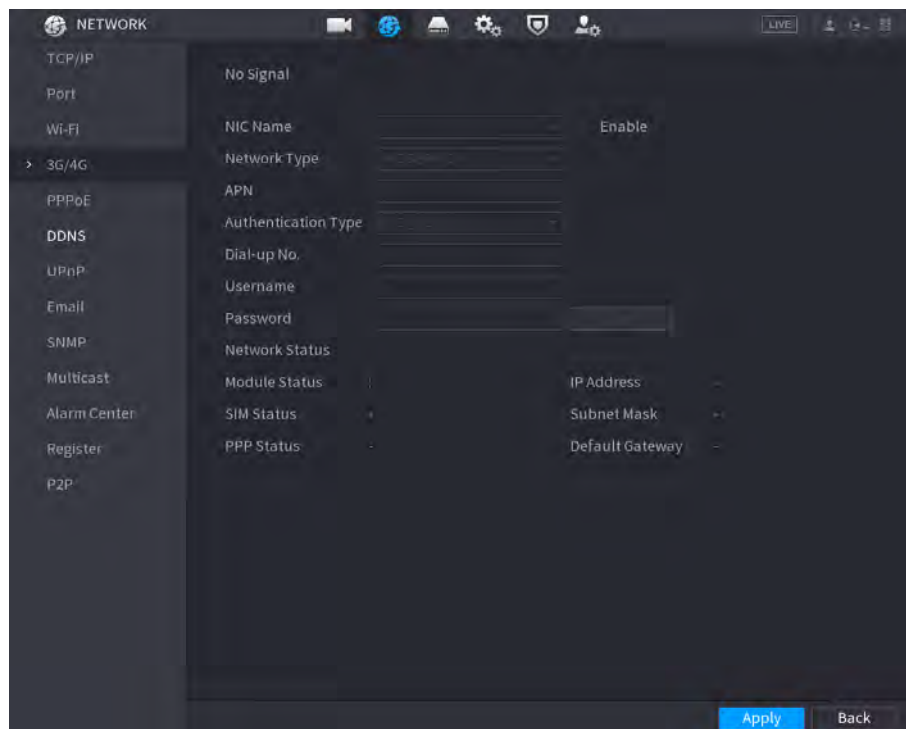 NETWORK
LIVE
TCP/IP
Port
Wi-Fi
3G/4G
PPPoE
DDNS
UPnP
Email
SNMP
Multicast
Alarm Center
Register
P2P
No Signal
NIC Name
Enable
Network Type
APN
Authentication Type
Dial-up No.
Username
Password
Network Status
Module Status
IP Address -
SIM Status -
Subnet Mask -
PPP Status -
Default Gateway -
Apply
Back